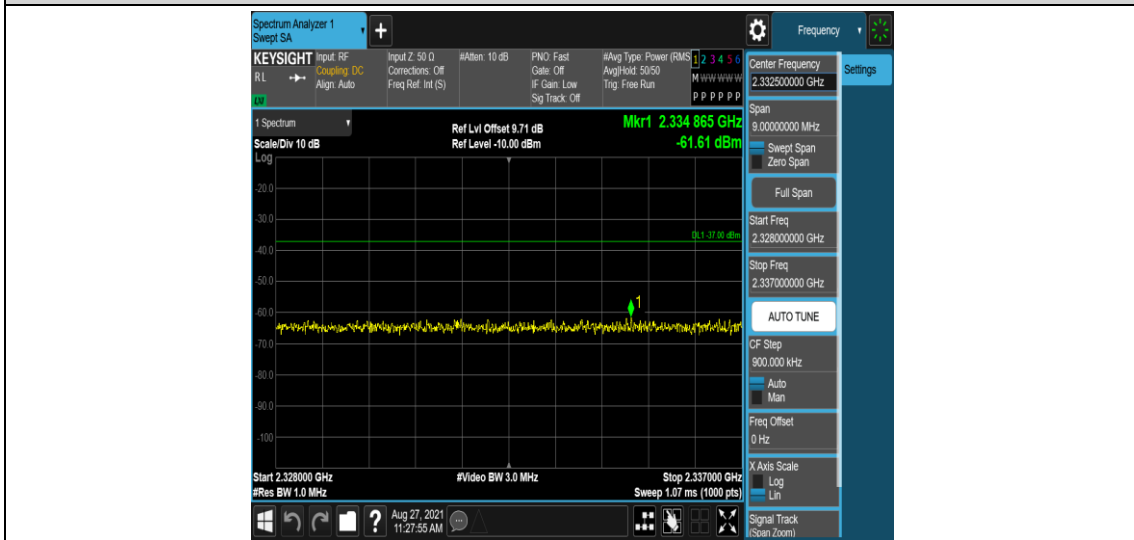 Spectrum Analyzer 1
Swept SA
+
Frequency
KEYSIGHT
RL
LXI
Input: RF
Coupling: DC
Align: Auto
Input Z: 50 Ω
Corrections: Off
Freq Ref: Int (S)
#Atten: 10 dB
PNO: Fast
Gate: Off
IF Gain: Low
Sig Track: Off
#Avg Type: Power (RMS
Avg|Hold: 50/50
Trig: Free Run
1 2 3 4 5 6
M W W W W W
P P P P P P
1 Spectrum
Scale/Div 10 dB
Ref Lvl Offset 9.71 dB
Ref Level -10.00 dBm
Mkr1 2.334 865 GHz
-61.61 dBm
Log
-20.0
-30.0
DL1 -37.00 dBm
-40.0
-50.0
1
-60.0
-70.0
-80.0
-90.0
-100
Start 2.328000 GHz
#Res BW 1.0 MHz
#Video BW 3.0 MHz
Stop 2.337000 GHz
Sweep 1.07 ms (1000 pts)
?
Aug 27, 2021
11:27:55 AM
Center Frequency
2.332500000 GHz
Settings
Span
9.00000000 MHz
Swept Span
Zero Span
Full Span
Start Freq
2.328000000 GHz
Stop Freq
2.337000000 GHz
AUTO TUNE
CF Step
900.000 kHz
Auto
Man
Freq Offset
0 Hz
X Axis Scale
Log
Lin
Signal Track
(Span Zoom)